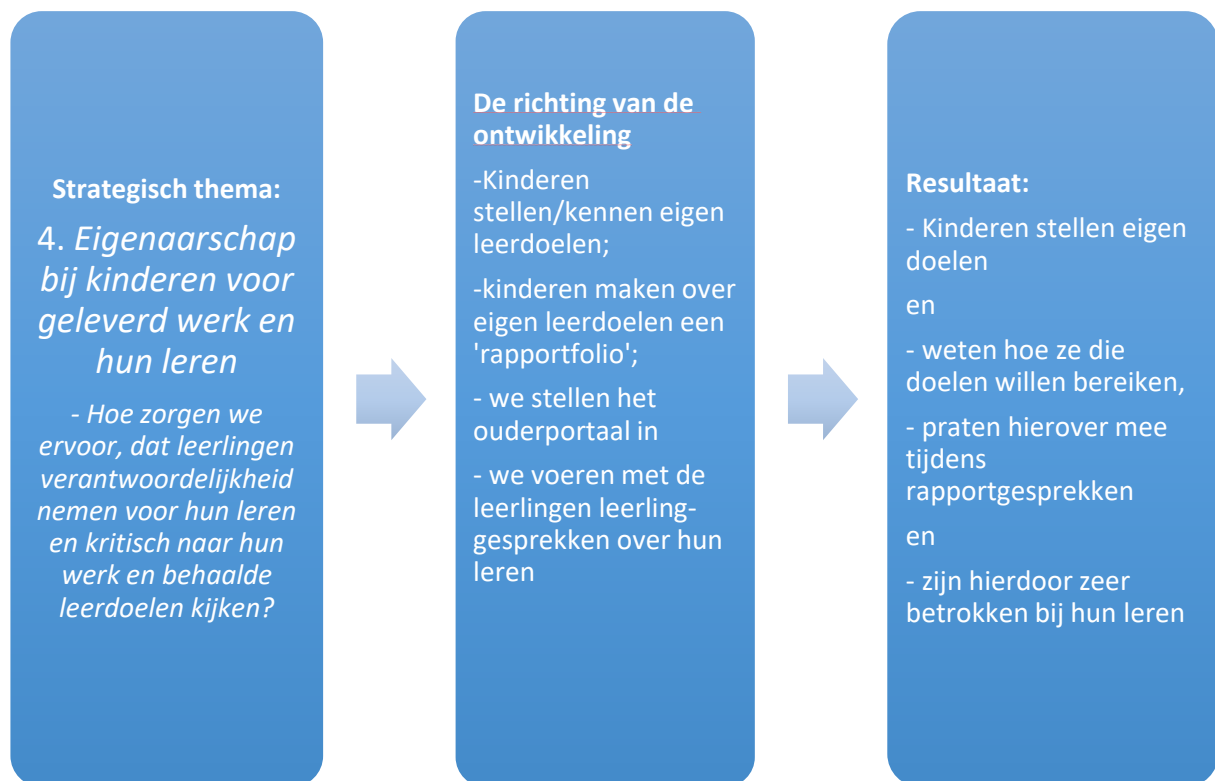 Strategisch thema:
4. Eigenaarschap
bij kinderen voor
geleverd werk en
hun leren
- Hoe zorgen we
ervoor, dat leerlingen
verantwoordelijkheid
nemen voor hun leren
en kritisch naar hun
werk en behaalde
leerdoelen kijken?
De richting van de
ontwikkeling
-Kinderen
stellen/kennen eigen
leerdoelen;
-kinderen maken over
eigen leerdoelen een
'rapportfolio';
- we stellen het
ouderportaal in
- we voeren met de
leerlingen leerling-
gesprekken over hun
leren
Resultaat:
- Kinderen stellen eigen
doelen
en
- weten hoe ze die
doelen willen bereiken,
- praten hierover mee
tijdens
rapportgesprekken
en
- zijn hierdoor zeer
betrokken bij hun leren